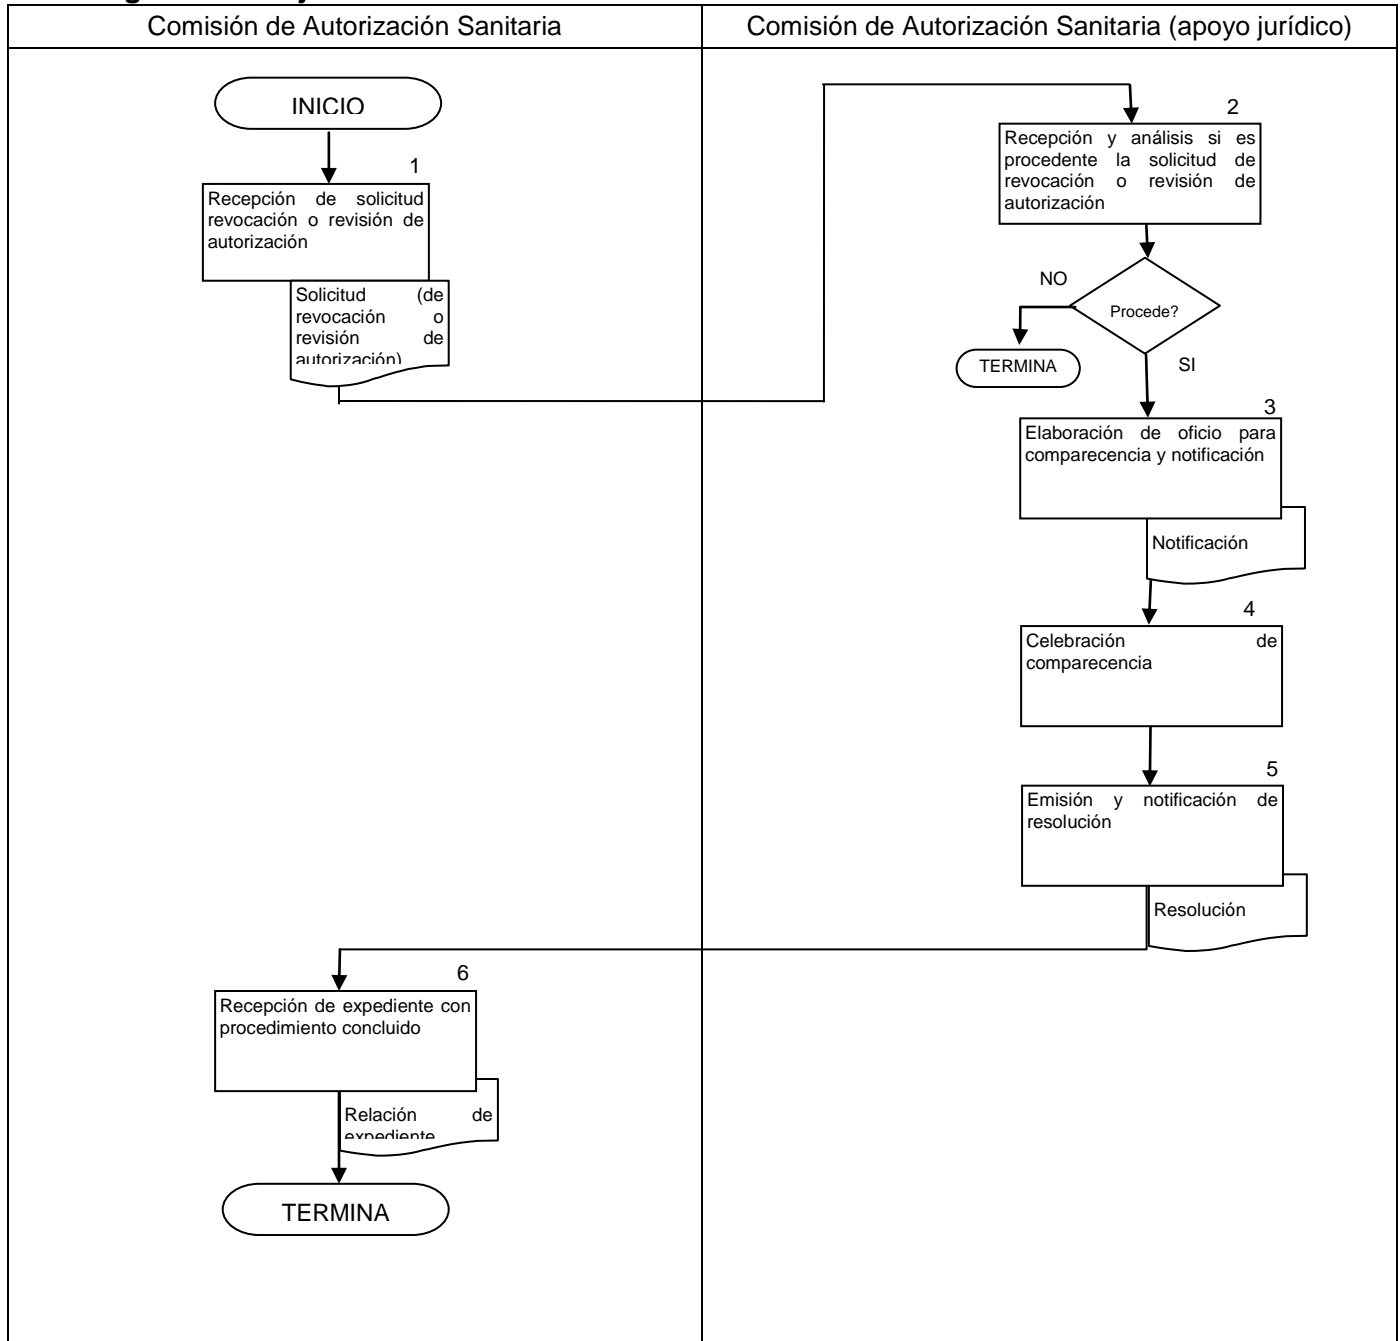 Comisión de Autorización Sanitaria
Comisión de Autorización Sanitaria (apoyo jurídico)
INICIO
1
Recepción de solicitud
revocación o revisión de
autorización
Solicitud (de
revocación o
revisión de
autorización)
2
Recepción y análisis si es
procedente la solicitud de
revocación o revisión de
autorización
Procede?
NO
TERMINA
SI
3
Elaboración de oficio para
comparecencia y notificación
Notificación
4
Celebración de
comparecencia
5
Emisión y notificación de
resolución
Resolución
6
Recepción de expediente con
procedimiento concluido
Relación de
expediente
TERMINA